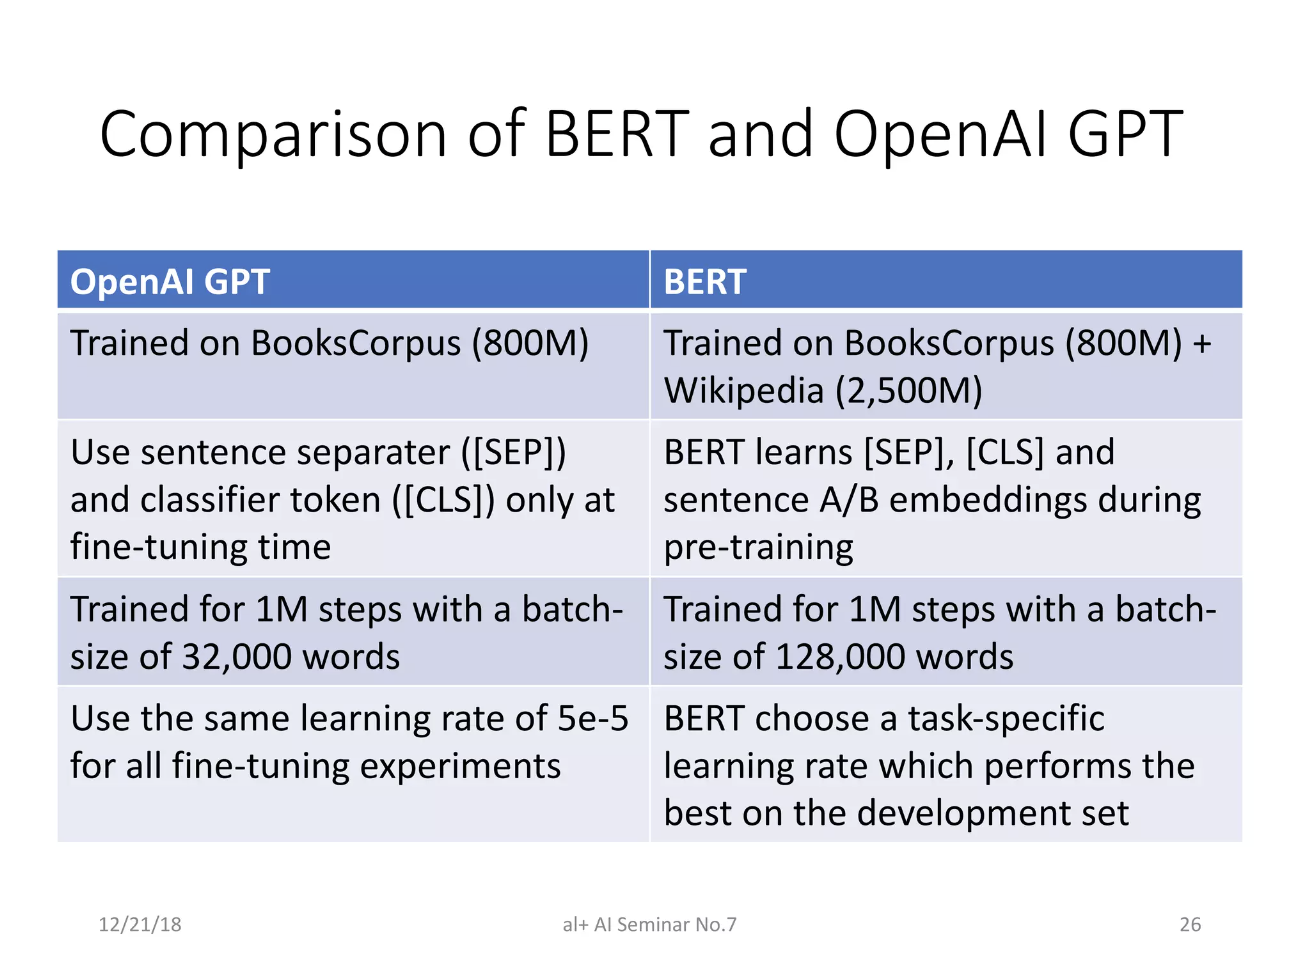 Comparison of BERT and OpenAI GPT
OpenAI GPT
BERT
Trained on BooksCorpus (800M)
Trained on BooksCorpus (800M) +
Wikipedia (2,500M)
Use sentence separater ([SEP])
and classifier token ([CLS]) only at
fine-tuning time
BERT learns [SEP], [CLS] and
sentence A/B embeddings during
pre-training
Trained for 1M steps with a batch-
size of 32,000 words
Trained for 1M steps with a batch-
size of 128,000 words
Use the same learning rate of 5e-5
for all fine-tuning experiments
BERT choose a task-specific
learning rate which performs the
best on the development set
12/21/18
al+ AI Seminar No.7
26